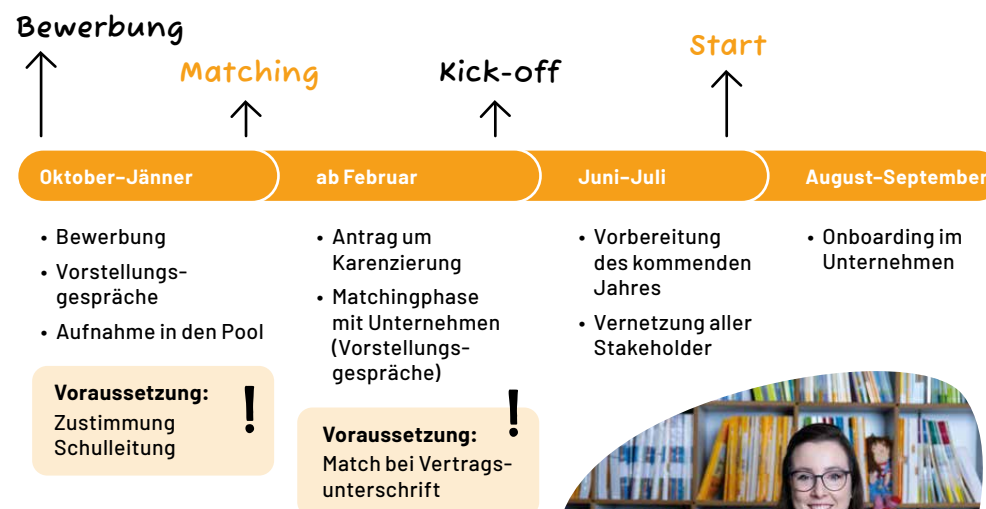 Bewerbung
Matching
Kick-off
Start
Oktober–Jänner
ab Februar
Juni–Juli
August–September
• Bewerbung
• Vorstellungs-
gespräche
• Aufnahme in den Pool
Voraussetzung:
Zustimmung
Schulleitung
!
• Antrag um
Karenzierung
• Matchingphase
mit Unternehmen
(Vorstellungs-
gespräche)
Voraussetzung:
Match bei Vertrags-
unterschrift
!
• Vorbereitung
des kommenden
Jahres
• Vernetzung aller
Stakeholder
• Onboarding im
Unternehmen